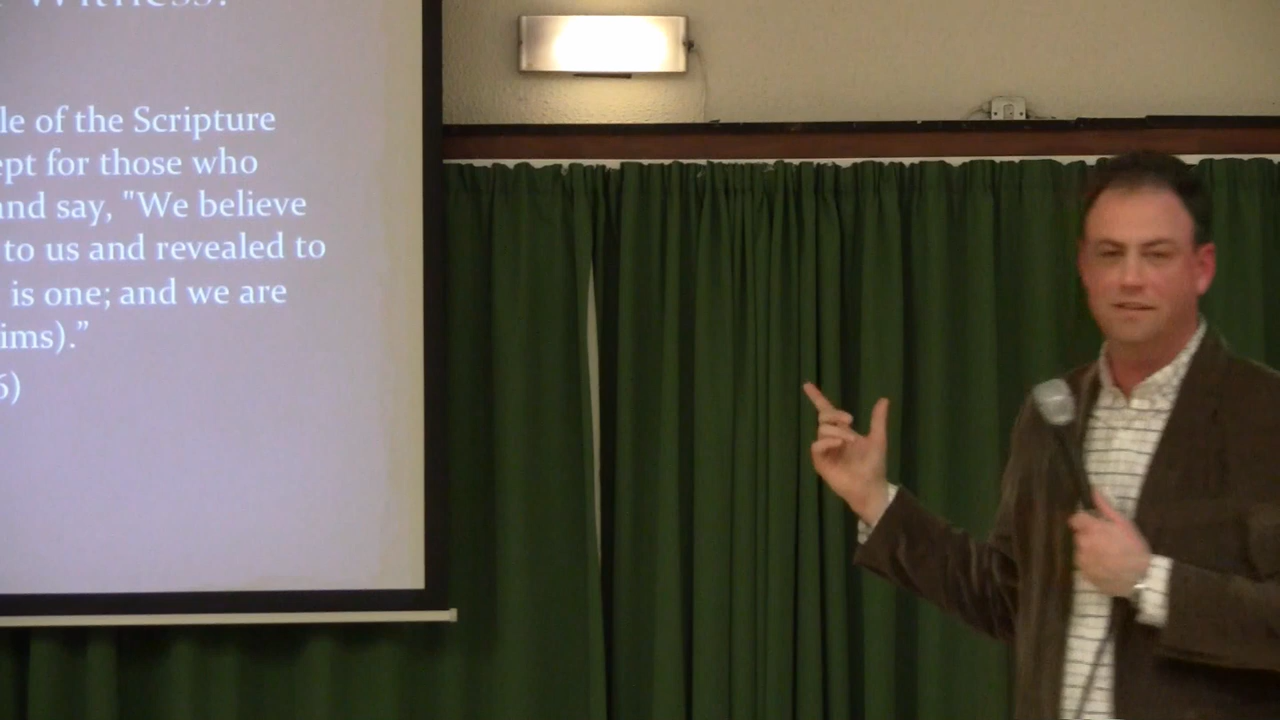 Witness?
le of the Scripture
ept for those who
and say, "We believe
to us and revealed to
is one; and we are
ims).”
6)